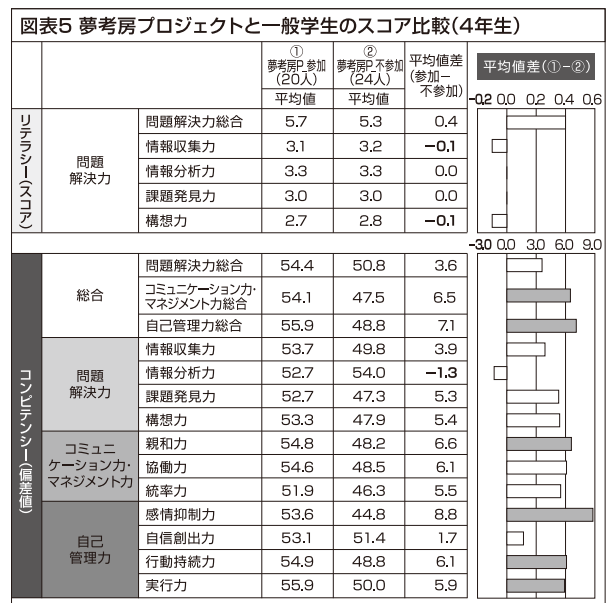 図表5 夢考房プロジェクトと一般学生のスコア比較(4年生)
① 夢考房P_参加 (20人) ② 夢考房P_不参加 (24人) 平均値差 (参加− 不参加) 平均値差(①−②)
平均値 平均値
-0.2 0.0 0.2 0.4 0.6
リテラシー(スコア)
問題解決力
問題解決力総合 5.7 5.3 0.4
情報収集力 3.1 3.2 −0.1
情報分析力 3.3 3.3 0.0
課題発見力 3.0 3.0 0.0
構想力 2.7 2.8 −0.1
-3.0 0.0 3.0 6.0 9.0
コンピテンシー(偏差値)
総合
問題解決力総合 54.4 50.8 3.6
コミュニケーション力・マネジメント力総合 54.1 47.5 6.5
自己管理力総合 55.9 48.8 7.1
問題解決力
情報収集力 53.7 49.8 3.9
情報分析力 52.7 54.0 −1.3
課題発見力 52.7 47.3 5.3
構想力 53.3 47.9 5.4
コミュニケーション力・マネジメント力
親和力 54.8 48.2 6.6
協働力 54.6 48.5 6.1
統率力 51.9 46.3 5.5
自己管理力
感情抑制力 53.6 44.8 8.8
自信創出力 53.1 51.4 1.7
行動持続力 54.9 48.8 6.1
実行力 55.9 50.0 5.9